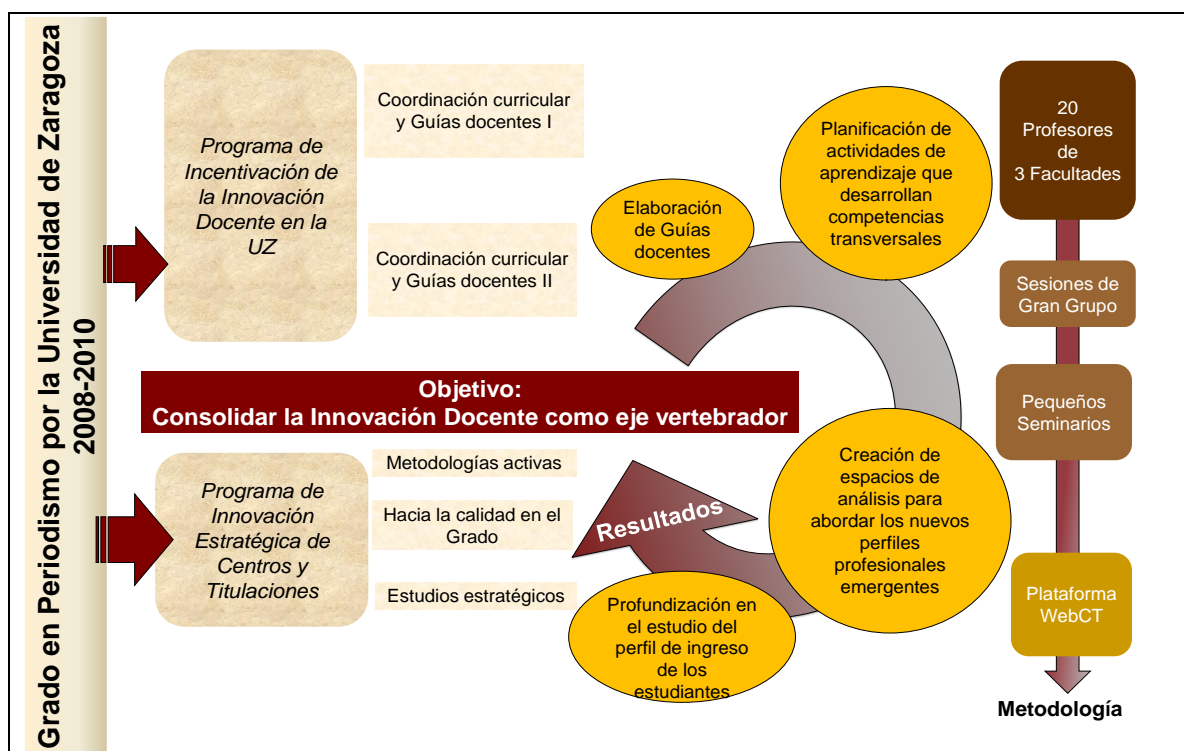 Grado en Periodismo por la Universidad de Zaragoza
2008-2010
Programa de
Incentivación de
la Innovación
Docente en la
UZ
Coordinación curricular
y Guías docentes I
Coordinación curricular
y Guías docentes II
Objetivo:
Consolidar la Innovación Docente como eje vertebrador
Programa de
Innovación
Estratégica de
Centros y
Titulaciones
Metodologías activas
Hacia la calidad en el
Grado
Estudios estratégicos
Elaboración
de Guías
docentes
Planificación de
actividades de
aprendizaje que
desarrollan
competencias
transversales
Creación de
espacios de
análisis para
abordar los nuevos
perfiles
profesionales
emergentes
Profundización en
el estudio del
perfil de ingreso
de los
estudiantes
Resultados
20
Profesores
de
3 Facultades
Sesiones de
Gran Grupo
Pequeños
Seminarios
Plataforma
WebCT
Metodología